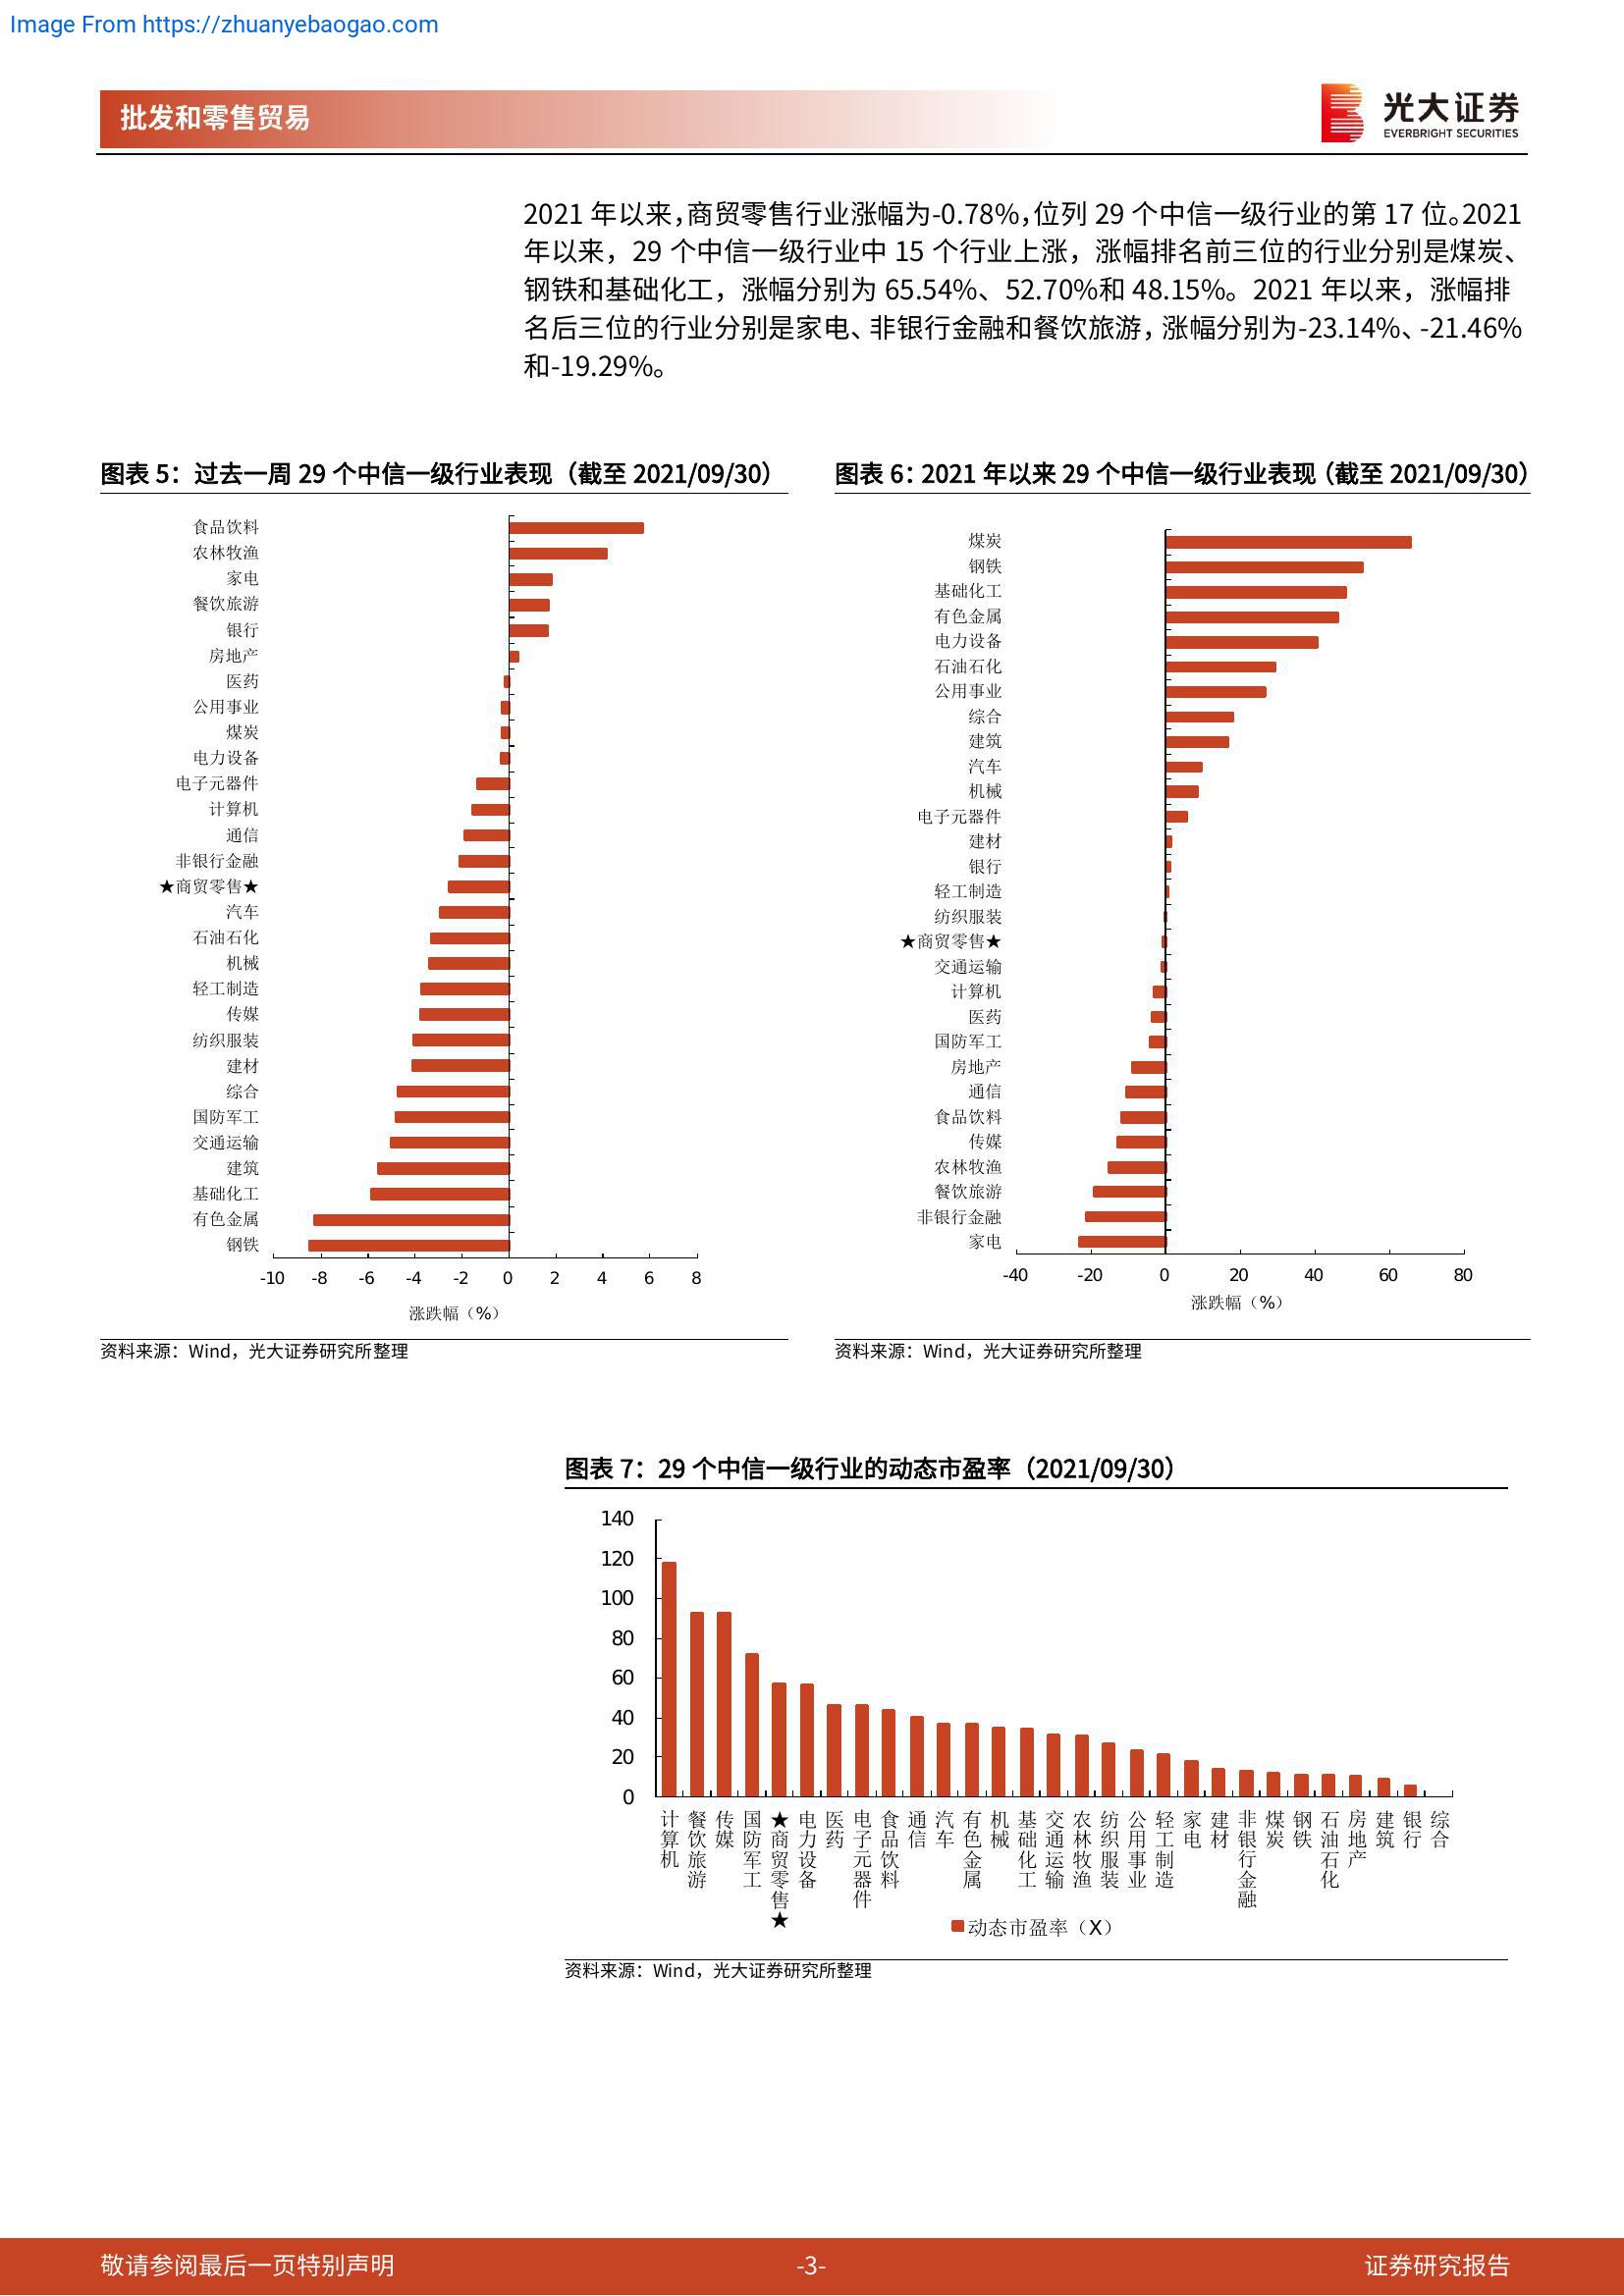 Image From https://zhuanyebaogao.com
批发和零售贸易
光大证券
EVERBRIGHT SECURITIES
2021 年以来，商贸零售行业涨幅为-0.78%，位列 29 个中信一级行业的第 17 位。2021
年以来，29 个中信一级行业中 15 个行业上涨，涨幅排名前三位的行业分别是煤炭、
钢铁和基础化工，涨幅分别为 65.54%、52.70%和 48.15%。2021 年以来，涨幅排
名后三位的行业分别是家电、非银行金融和餐饮旅游，涨幅分别为-23.14%、-21.46%
和-19.29%。
图表 5：过去一周 29 个中信一级行业表现（截至 2021/09/30）
食品饮料
农林牧渔
家电
餐饮旅游
银行
房地产
医药
公用事业
煤炭
电力设备
电子元器件
计算机
通信
非银行金融
★商贸零售★
汽车
石油石化
机械
轻工制造
传媒
纺织服装
建材
综合
国防军工
交通运输
建筑
基础化工
有色金属
钢铁
-10 -8 -6 -4 -2 0 2 4 6 8
涨跌幅（%）
资料来源：Wind，光大证券研究所整理
图表 6：2021 年以来 29 个中信一级行业表现（截至 2021/09/30）
煤炭
钢铁
基础化工
有色金属
电力设备
石油石化
公用事业
综合
建筑
汽车
机械
电子元器件
建材
银行
轻工制造
纺织服装
★商贸零售★
交通运输
计算机
医药
国防军工
房地产
通信
食品饮料
传媒
农林牧渔
餐饮旅游
非银行金融
家电
-40 -20 0 20 40 60 80
涨跌幅（%）
资料来源：Wind，光大证券研究所整理
图表 7：29 个中信一级行业的动态市盈率（2021/09/30）
140
120
100
80
60
40
20
0
计算机
餐饮旅游
传媒
国防军工
★商贸零售★
电力设备
医药
电子元器件
食品饮料
通信
汽车
有色金属
机械
基础化工
交通运输
农林牧渔
纺织服装
公用事业
轻工制造
家电
建材
非银行金融
煤炭
钢铁
石油石化
房地产
建筑
银行
综合
动态市盈率（X）
资料来源：Wind，光大证券研究所整理
敬请参阅最后一页特别声明
-3-
证券研究报告